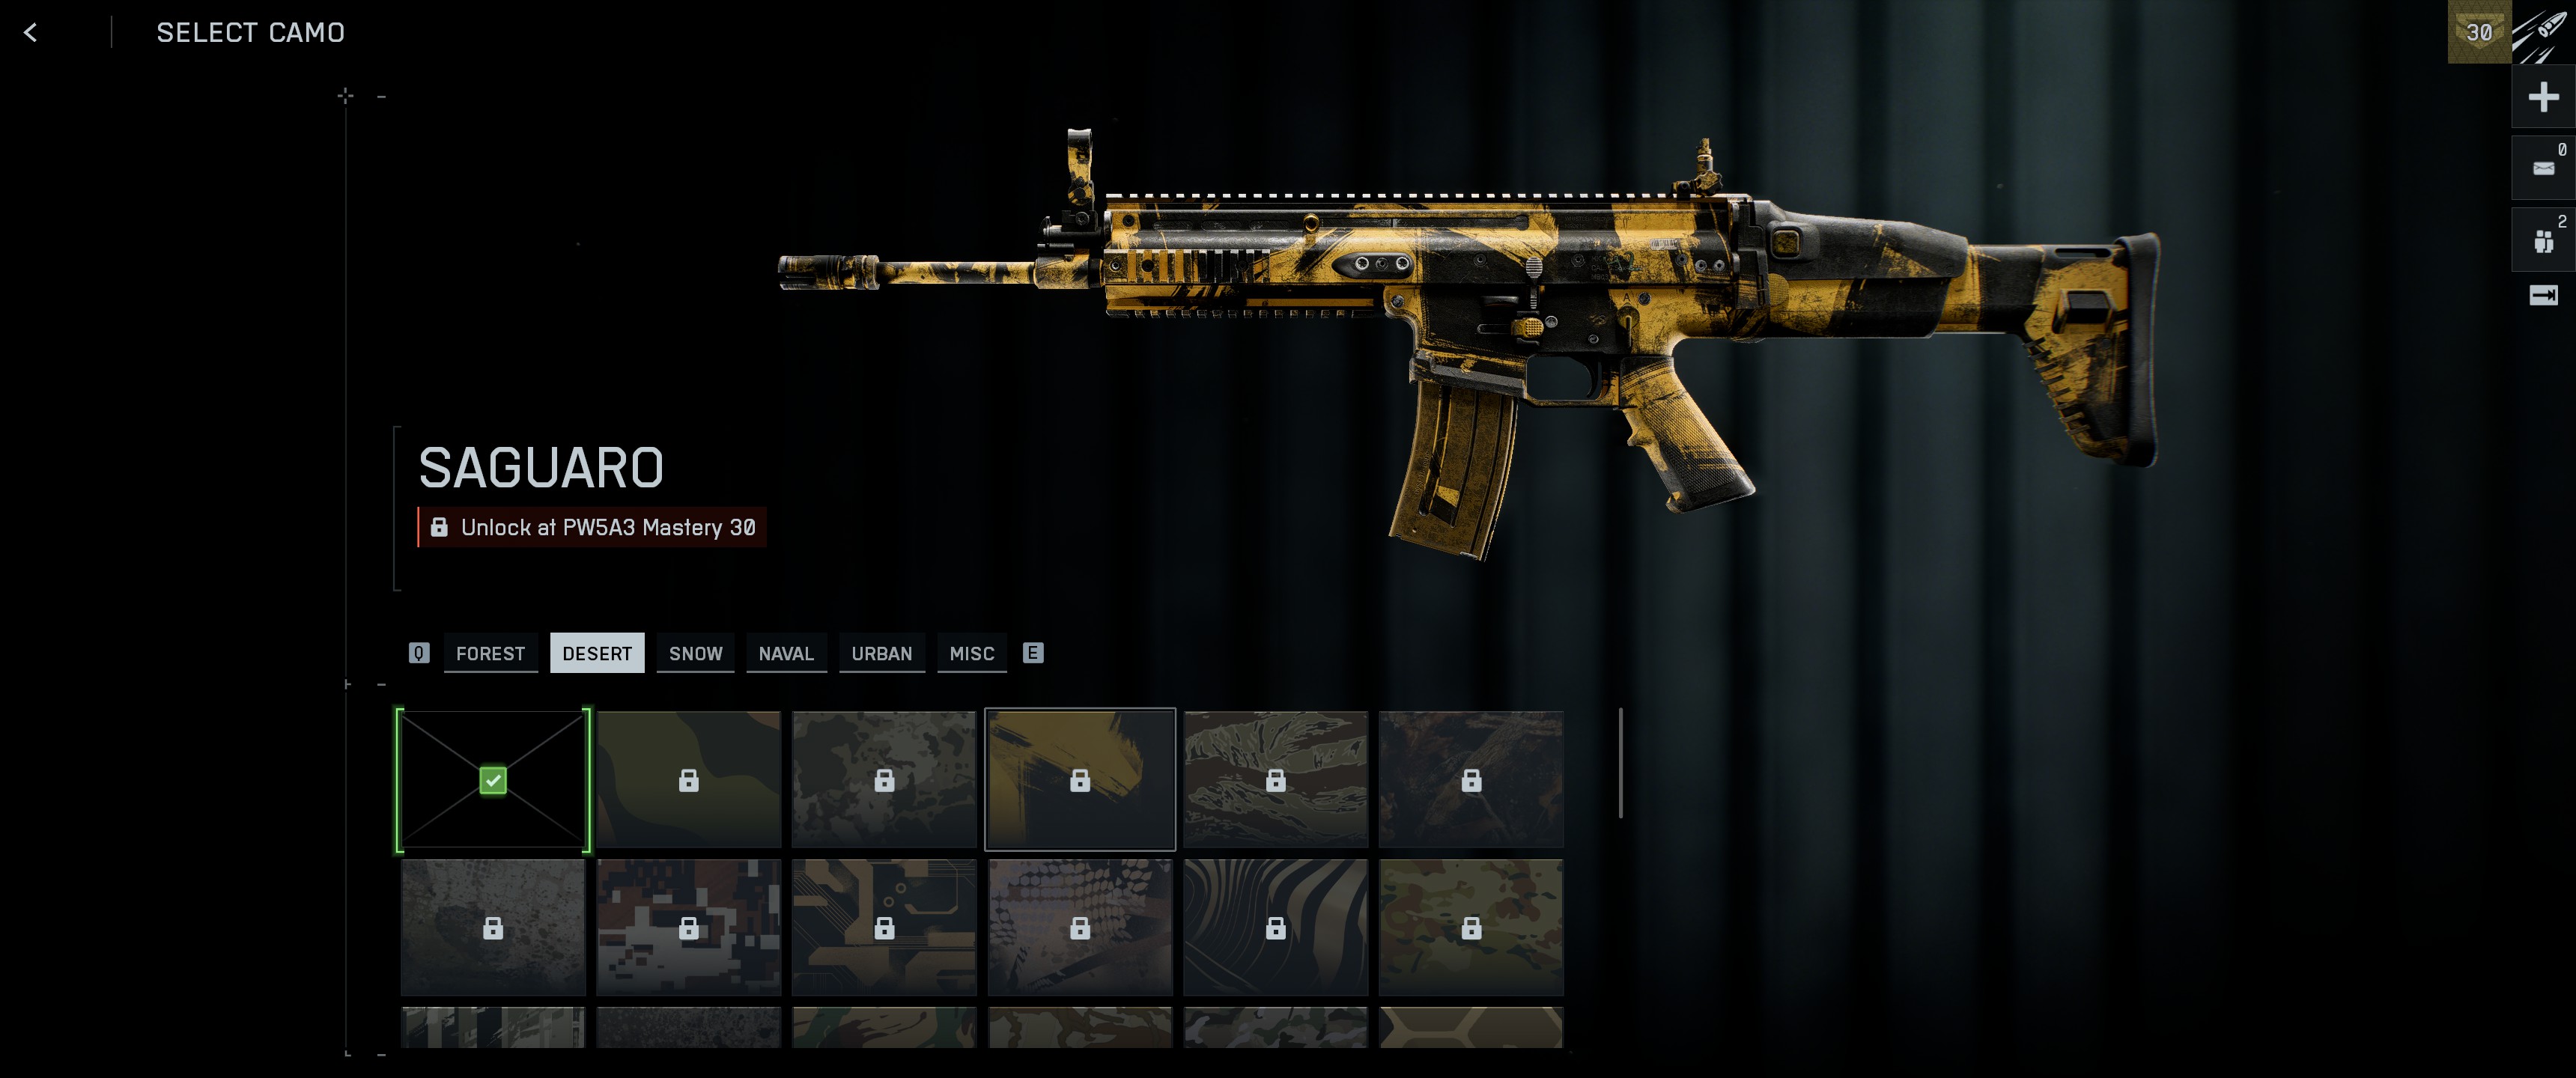 SELECT CAMO
30
0
2
SAGUARO
Unlock at PW5A3 Mastery 30
Q FOREST DESERT SNOW NAVAL URBAN MISC E